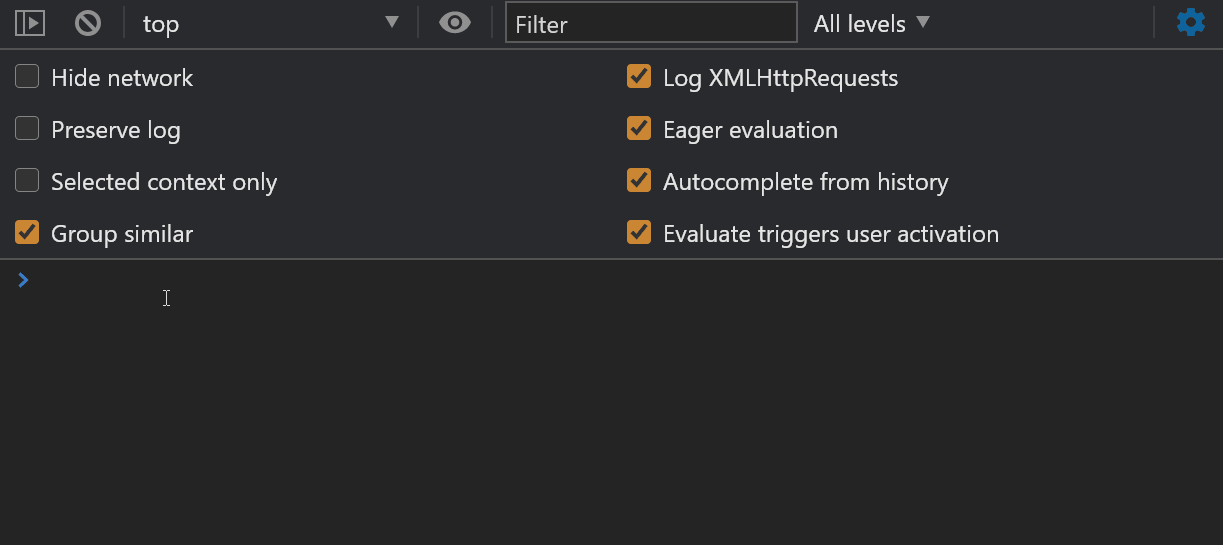 top Filter All levels
Hide network Log XMLHttpRequests
Preserve log Eager evaluation
Selected context only Autocomplete from history
Group similar Evaluate triggers user activation